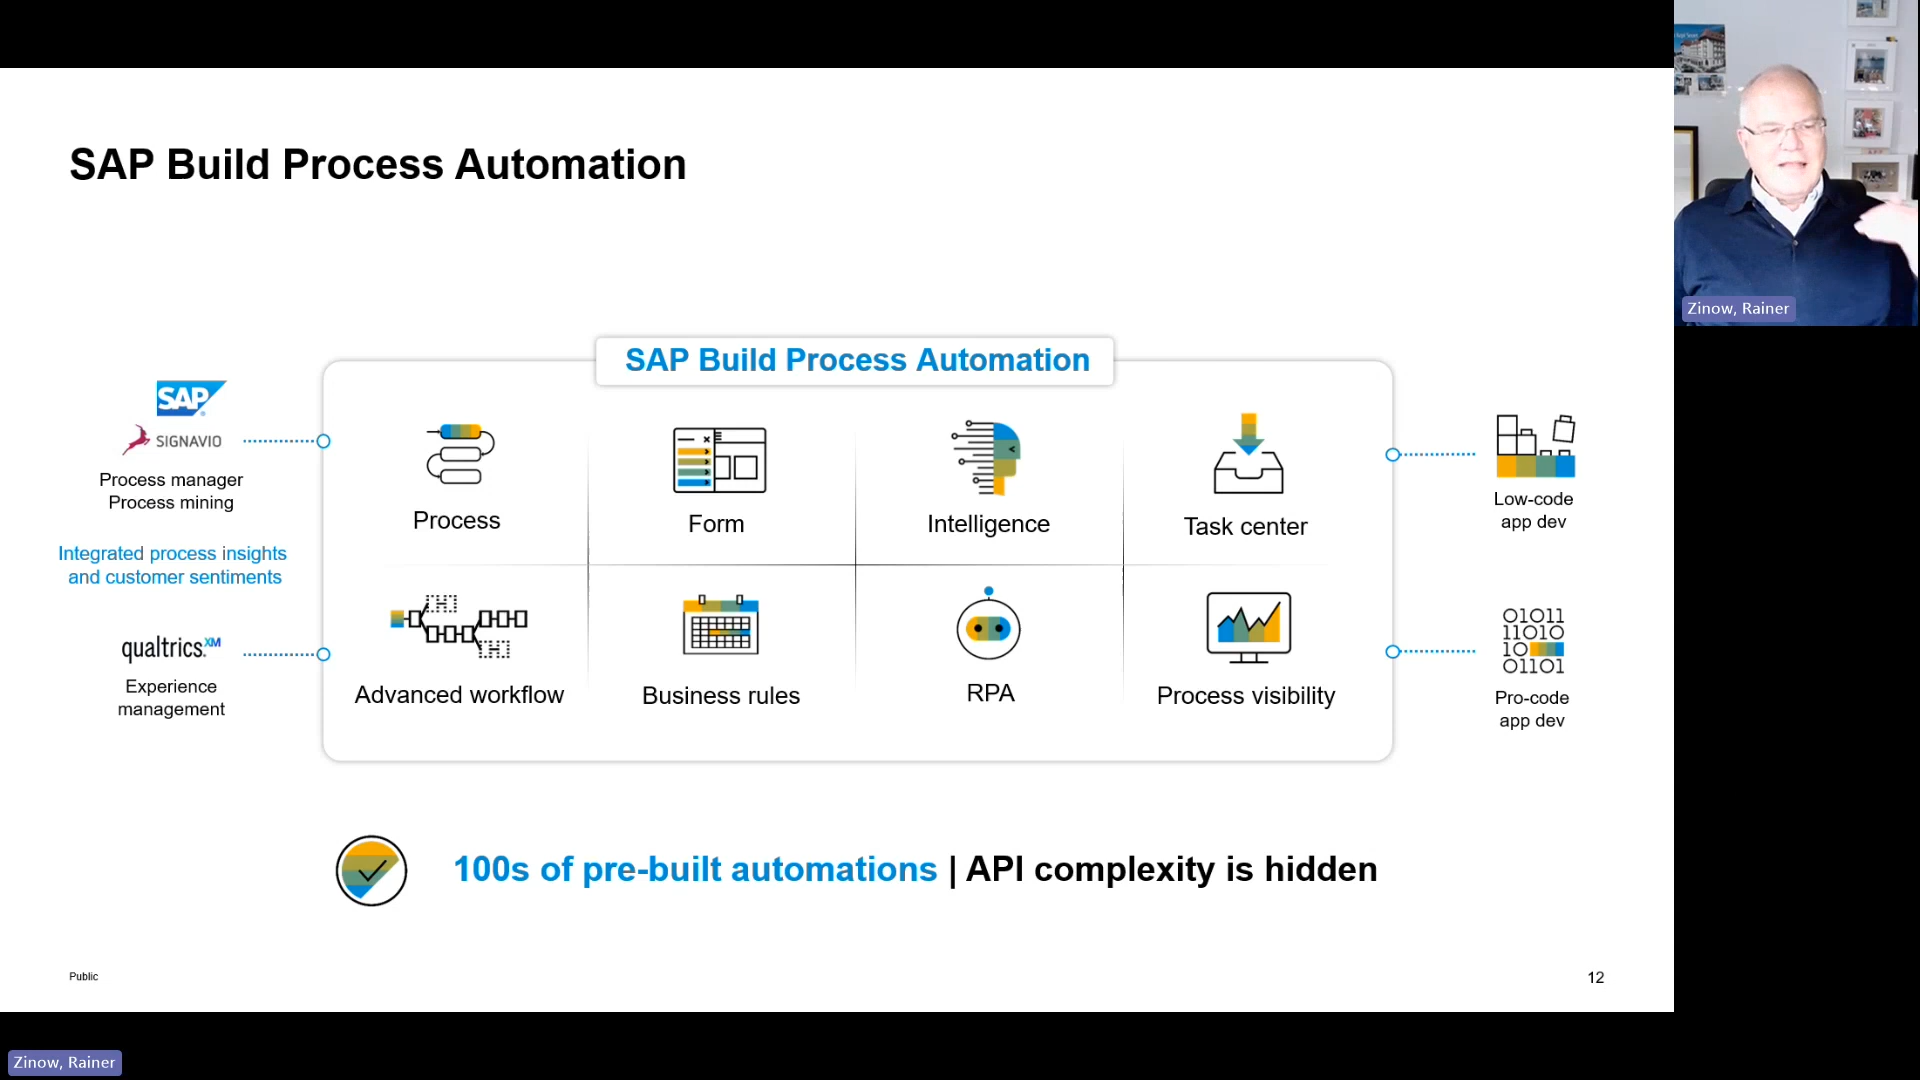 SAP Build Process Automation
SAP Build Process Automation
SAP
SIGNAVIO
Process manager
Process mining
Integrated process insights
and customer sentiments
qualtrics.XM
Experience
management
Process
Form
Intelligence
Task center
Advanced workflow
Business rules
RPA
Process visibility
Low-code
app dev
01011
11010
10
01101
Pro-code
app dev
100s of pre-built automations | API complexity is hidden
Public
12
Zinow, Rainer
Zinow, Rainer